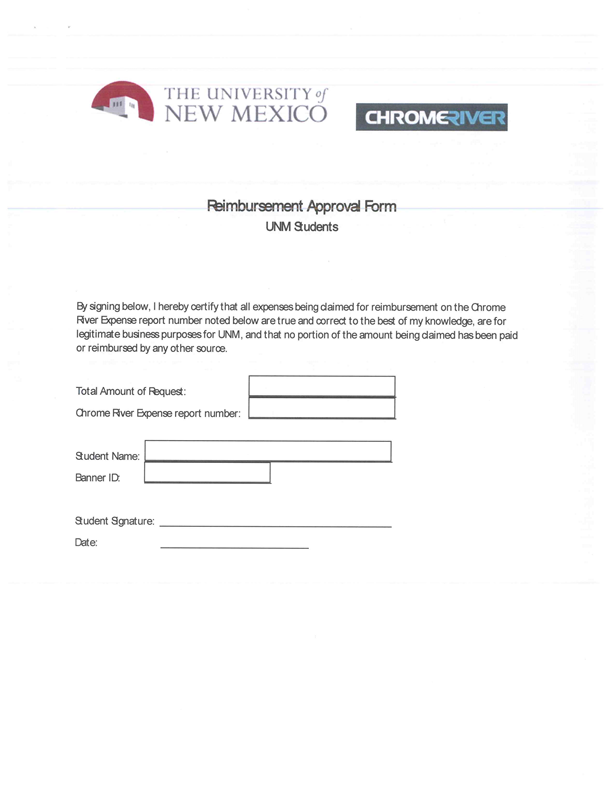 THE UNIVERSITY of
NEW MEXICO
CHROMERIVER
Reimbursement Approval Form
UNM Students
By signing below, I hereby certify that all expenses being claimed for reimbursement on the Chrome
River Expense report number noted below are true and correct to the best of my knowledge, are for
legitimate business purposes for UNM, and that no portion of the amount being claimed has been paid
or reimbursed by any other source.
Total Amount of Request:
Chrome River Expense report number:
Student Name:
Banner ID:
Student Signature:
Date: